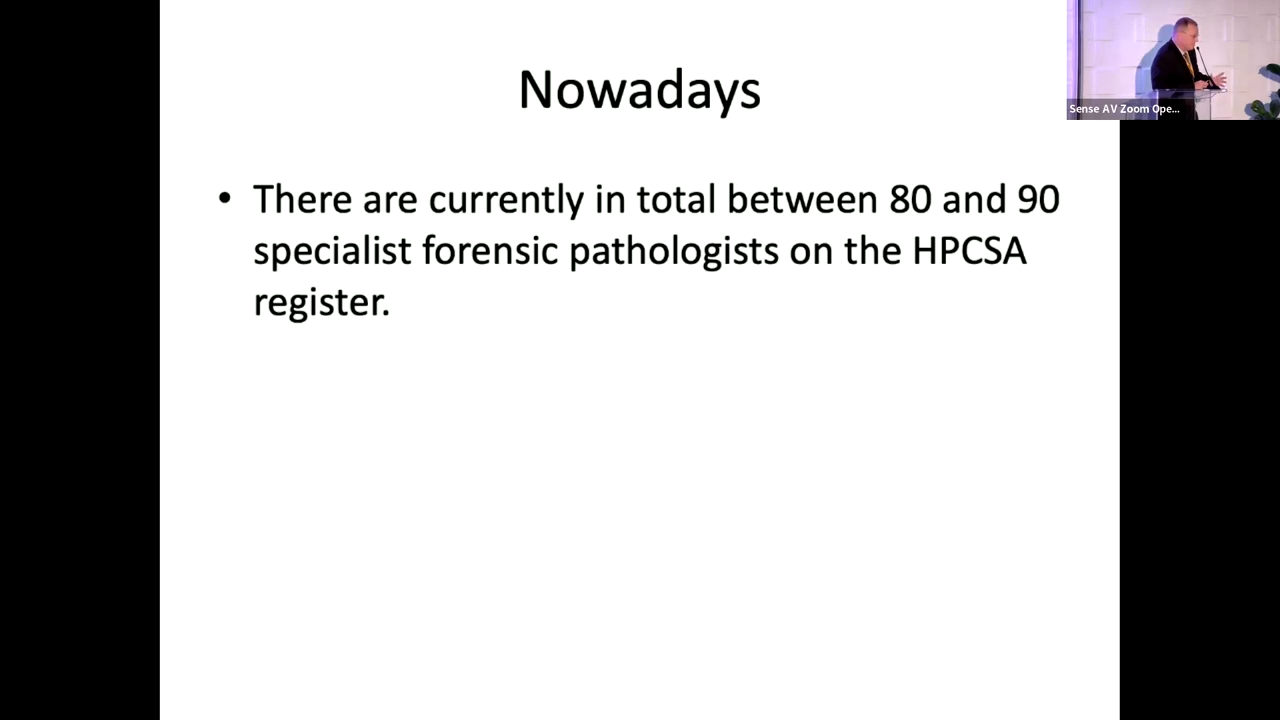 Nowadays
• There are currently in total between 80 and 90
specialist forensic pathologists on the HPCSA
register.
Sense AV Zoom Ope...